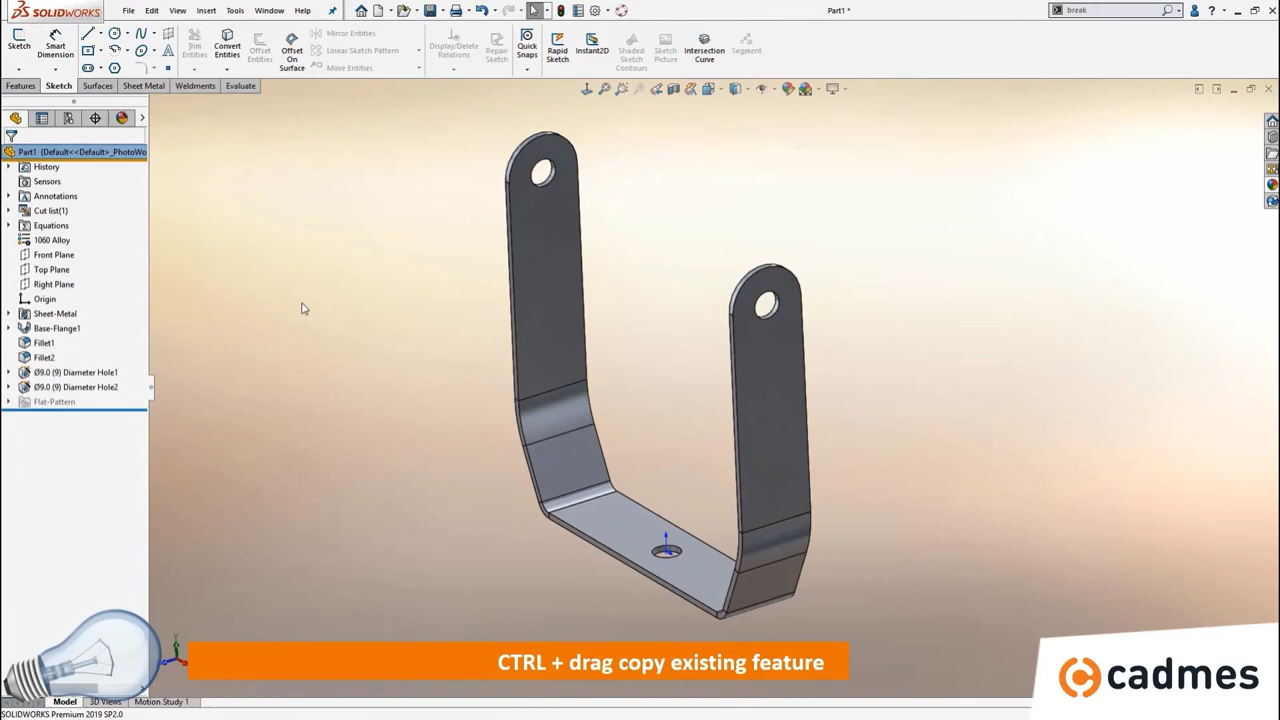 SOLIDWORKS File Edit View Insert Tools Window Help Part1 * break
Sketch Smart Dimension Trim Entities Convert Entities Offset Entities Offset On Surface Mirror Entities Linear Sketch Pattern Move Entities Display/Delete Relations Repair Sketch Quick Snaps Rapid Sketch Instant2D Shaded Sketch Contours Sketch Picture Intersection Curve Segment
Features Sketch Surfaces Sheet Metal Weldments Evaluate
Part1 (Default<<Default>_PhotoWo
History
Sensors
Annotations
Cut list(1)
Equations
1060 Alloy
Front Plane
Top Plane
Right Plane
Origin
Sheet-Metal
Base-Flange1
Fillet1
Fillet2
Ø9.0 (9) Diameter Hole1
Ø9.0 (9) Diameter Hole2
Flat-Pattern
CTRL + drag copy existing feature
cadmes
Model 3D Views Motion Study 1
SOLIDWORKS Premium 2019 SP2.0